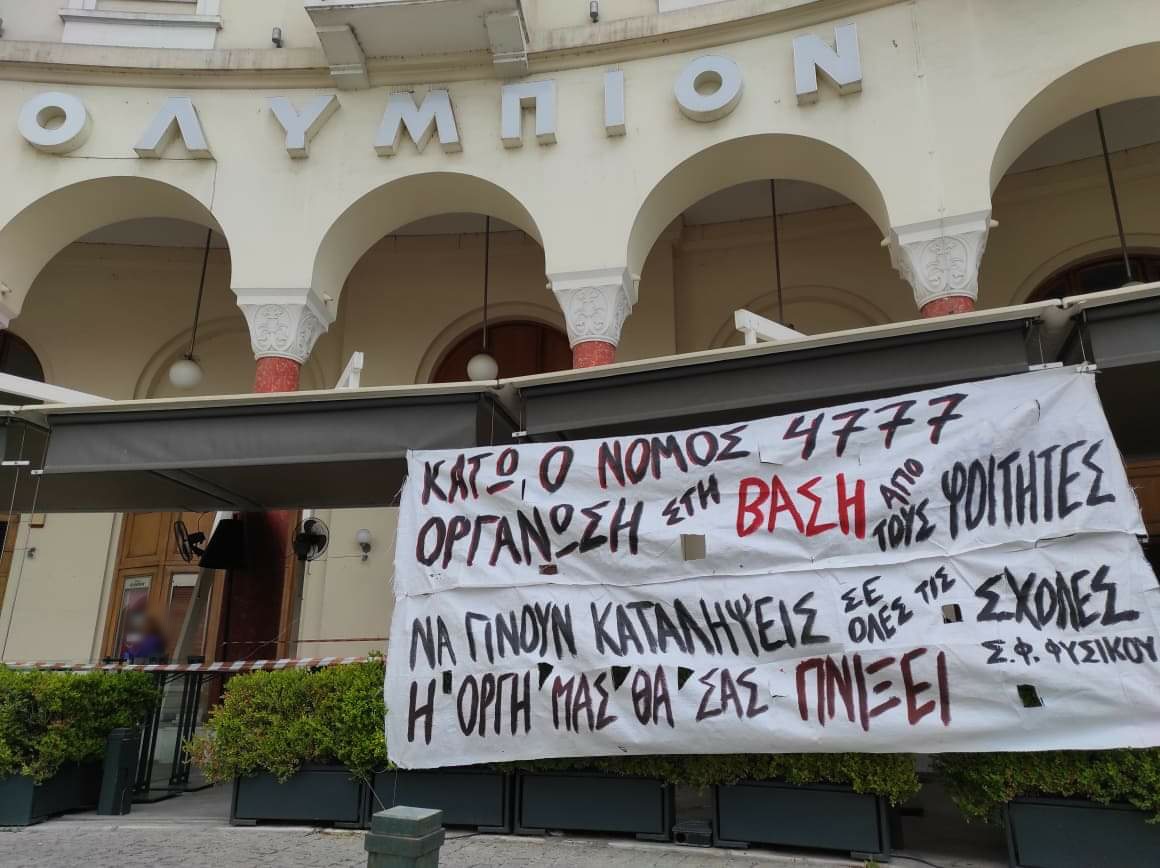 ΟΛΥΜΠΙΟΝ
ΚΑΤΩ Ο ΝΟΜΟΣ 4777
ΟΡΓΑΝΩΣΗ ΣΤΗ ΒΑΣΗ ΑΠΟ ΤΟΥΣ ΦΟΙΤΗΤΕΣ
ΝΑ ΓΙΝΟΥΝ ΚΑΤΑΛΗΨΕΙΣ ΣΕ ΟΛΕΣ ΤΙΣ ΣΧΟΛΕΣ
Σ.Φ. ΦΥΣΙΚΟΥ
Η ΟΡΓΗ ΜΑΣ ΘΑ ΣΑΣ ΠΝΙΞΕΙ